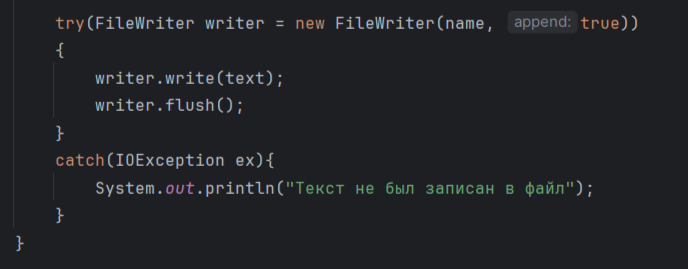 try(FileWriter writer = new FileWriter(name, append: true))
{
writer.write(text);
writer.flush();
}
catch(IOException ex){
System.out.println("Текст не был записан в файл");
}
}